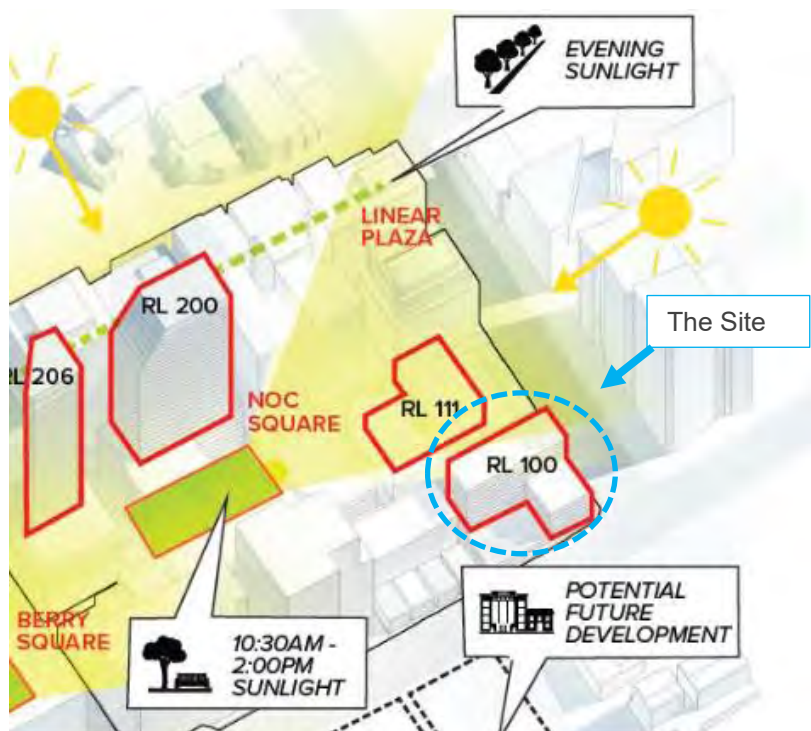 EVENING
SUNLIGHT
LINEAR
PLAZA
The Site
RL 200
RL 206
NOC
SQUARE
RL 111
RL 100
BERRY
SQUARE
10:30AM -
2:00PM
SUNLIGHT
POTENTIAL
FUTURE
DEVELOPMENT